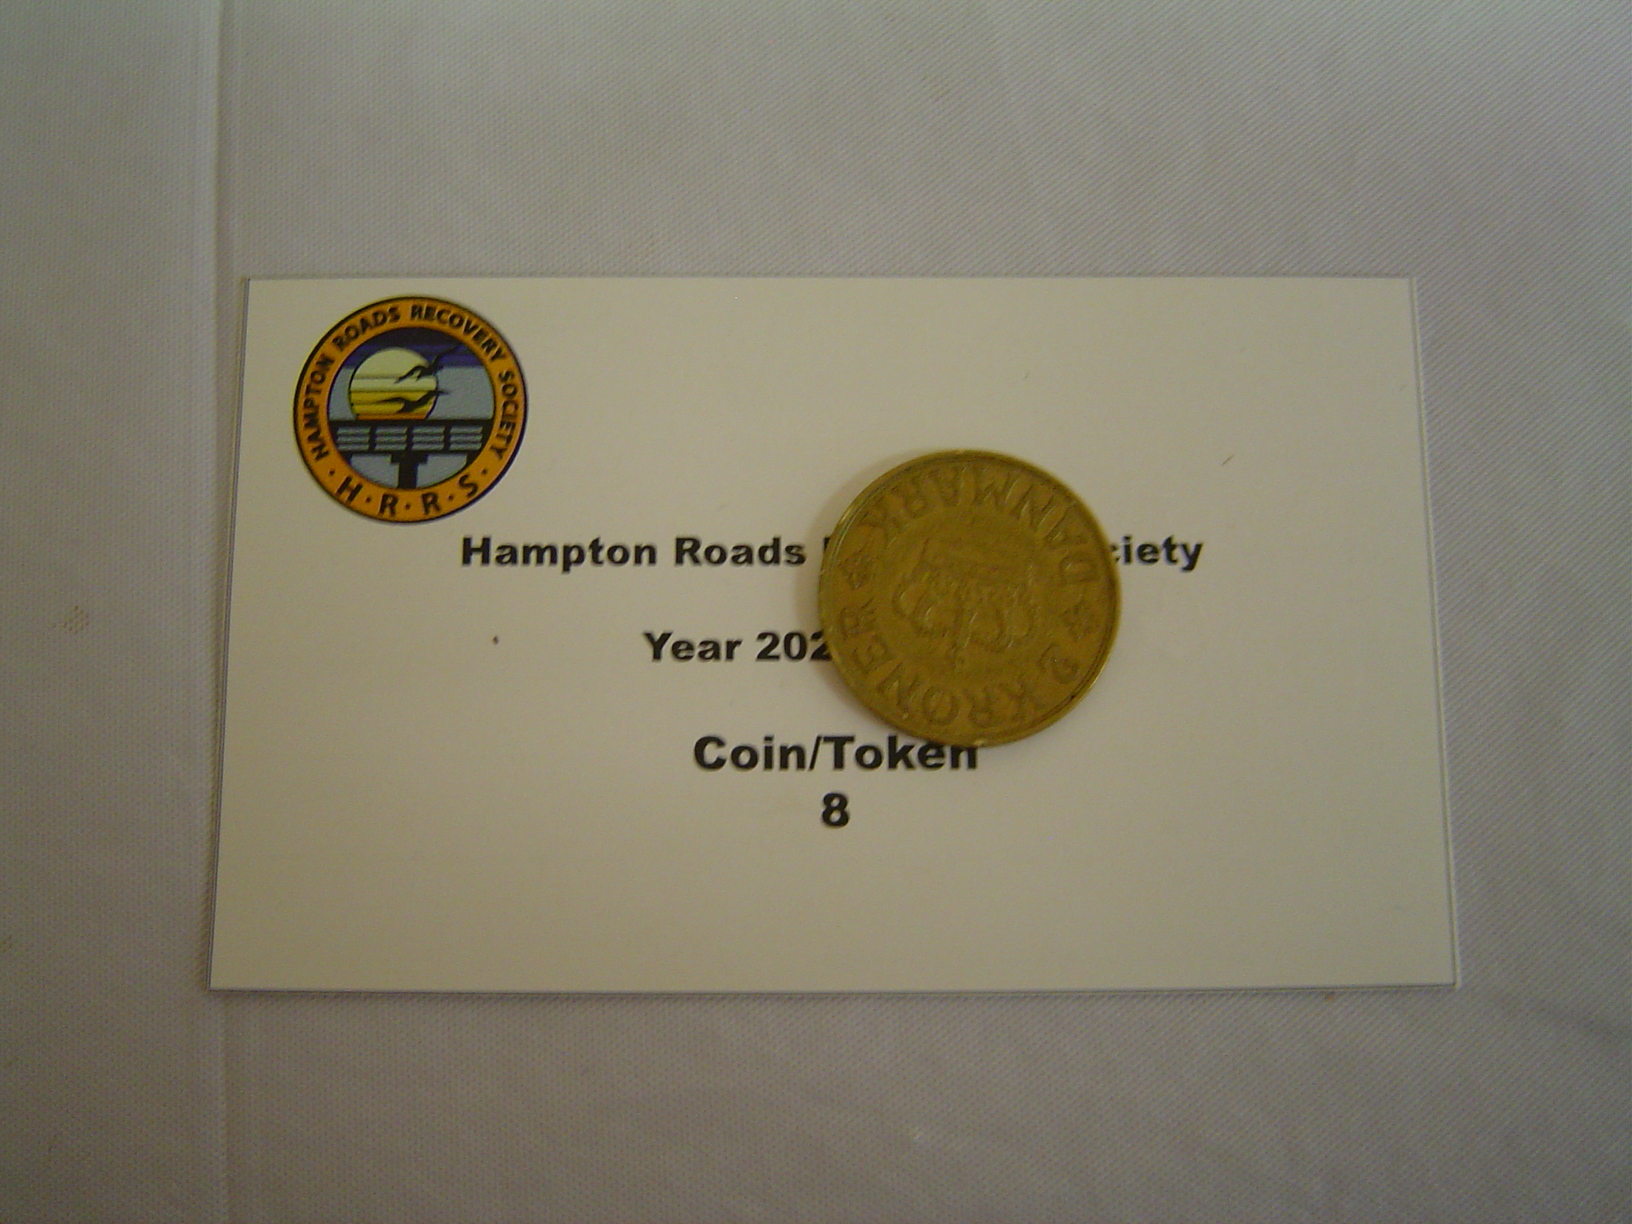 HAMPTON ROADS RECOVERY SOCIETY
· H · R · R · S ·
Hampton Roads ciety
Year 202
Coin/Token
8
DANMARK
2 KRONER